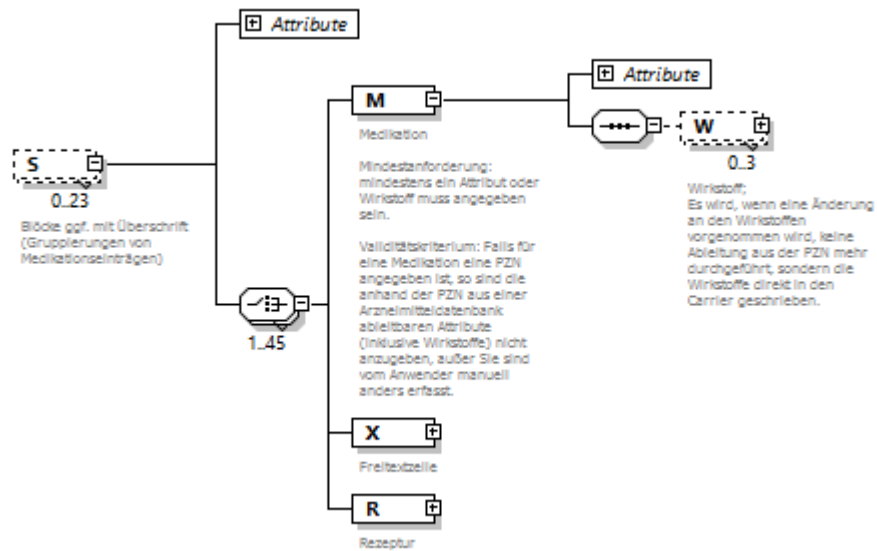 Attribute
S
0..23
Blöcke ggf. mit Überschrift
(Gruppierungen von
Medikationseinträgen)
1..45
M
Medikation
Mindestanforderung:
mindestens ein Attribut oder
Wirkstoff muss angegeben
sein.
Validitätskriterium: Falls für
eine Medikation eine PZN
angegeben ist, so sind die
anhand der PZN aus einer
Arzneimitteldatenbank
ableitbaren Attribute
(inklusive Wirkstoffe) nicht
anzugeben, außer Sie sind
vom Anwender manuell
anders erfasst.
Attribute
W
0..3
Wirkstoff;
Es wird, wenn eine Änderung
an den Wirkstoffen
vorgenommen wird, keine
Ableitung aus der PZN mehr
durchgeführt, sondern die
Wirkstoffe direkt in den
Carrier geschrieben.
X
Freitextzeile
R
Rezeptur